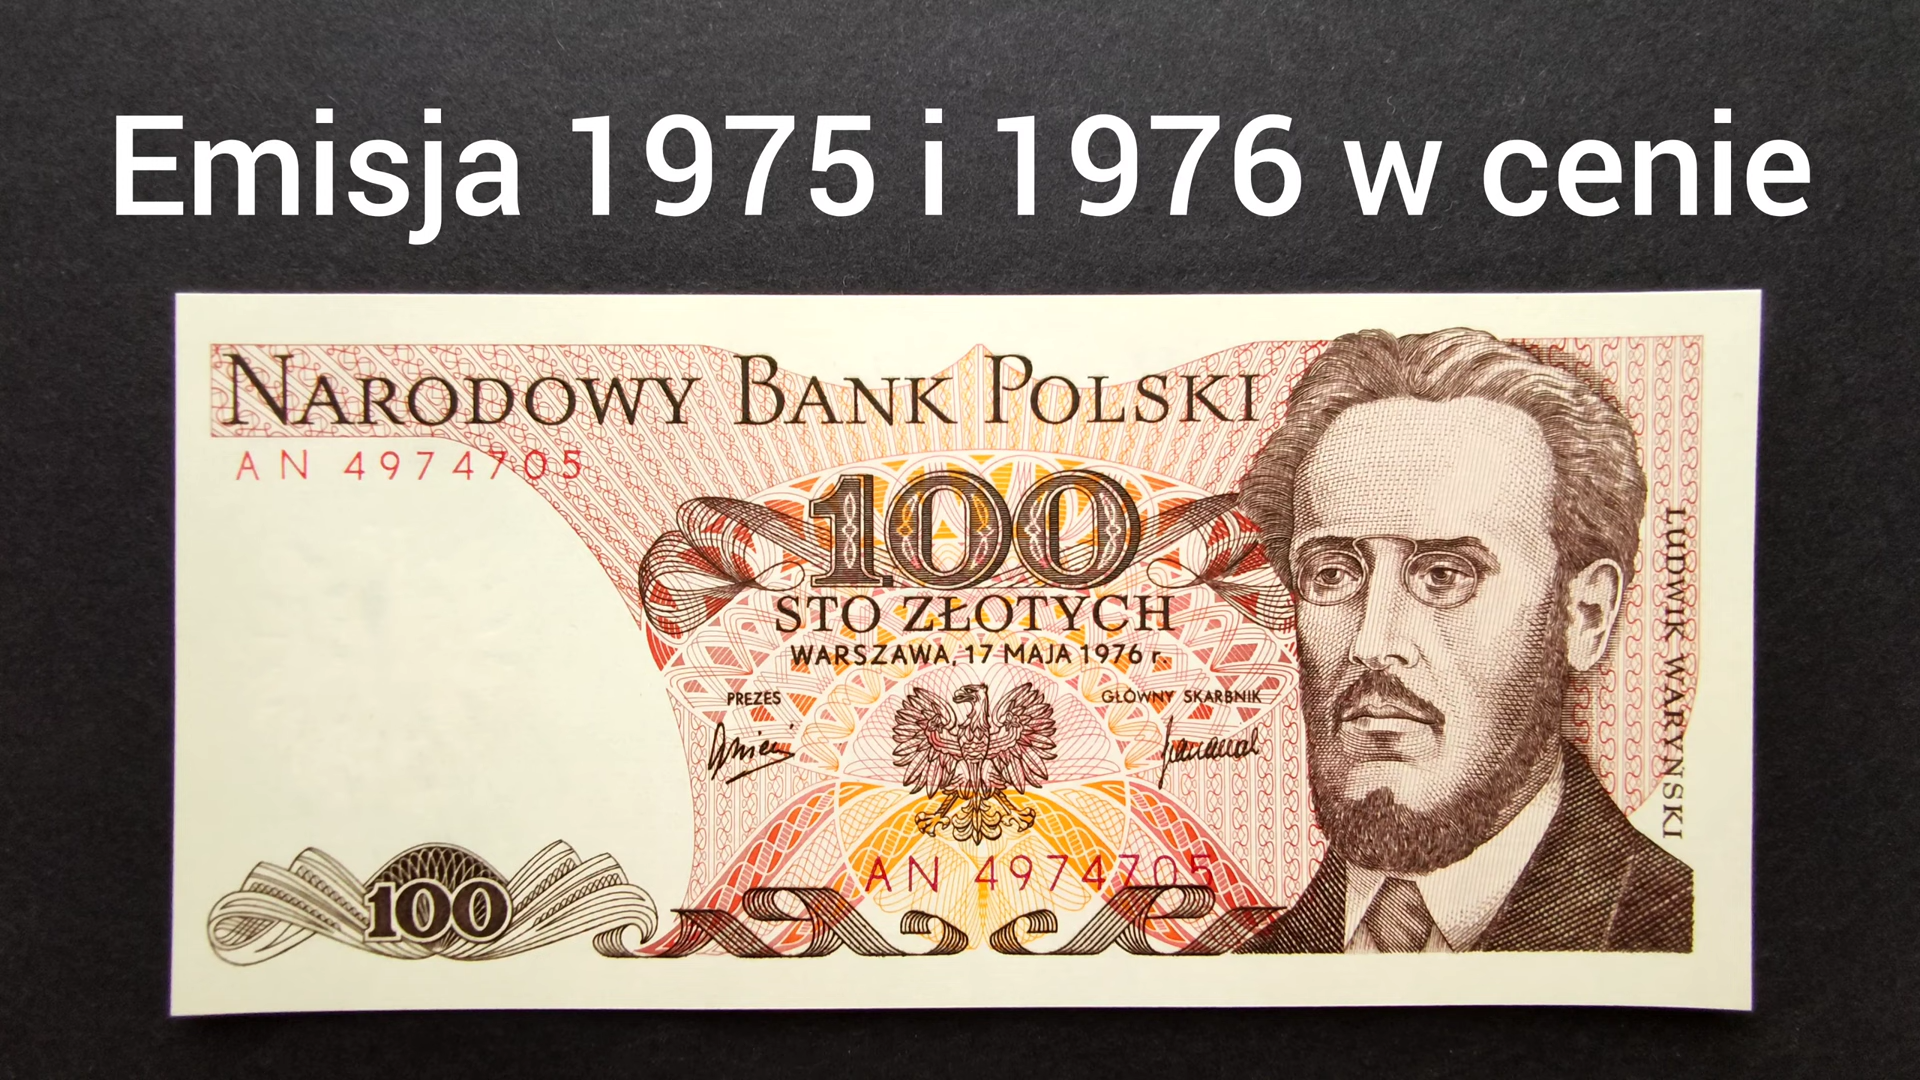 Emisja 1975 i 1976 w cenie
NARODOWY BANK POLSKI
AN 4974705
100
STO ZŁOTYCH
WARSZAWA, 17 MAJA 1976 r.
PREZES
GŁÓWNY SKARBNIK
AN 4974705
100
LUDWIK WARYŃSKI